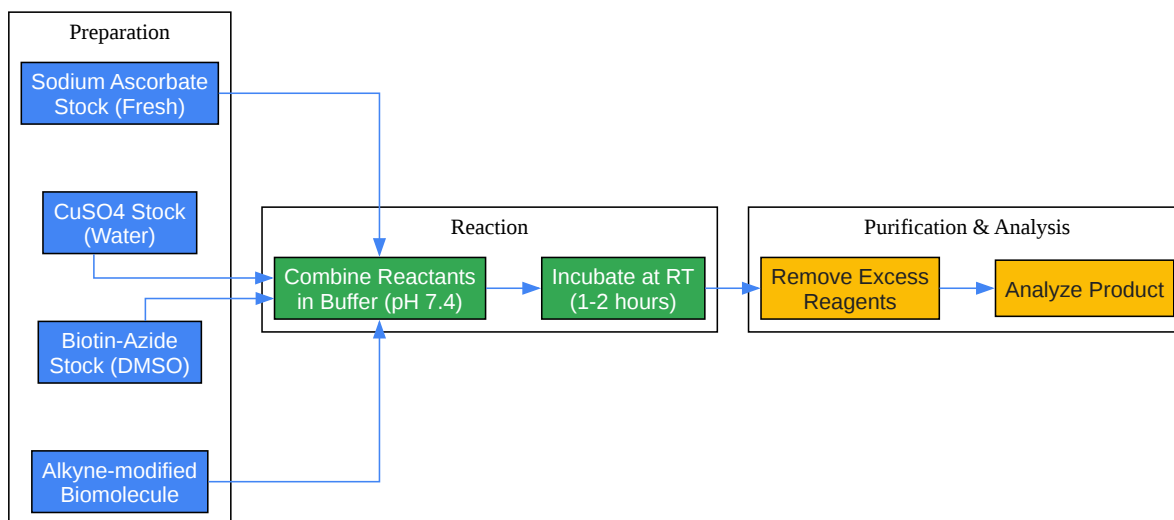 Preparation
Sodium Ascorbate
Stock (Fresh)
CuSO4 Stock
(Water)
Biotin-Azide
Stock (DMSO)
Alkyne-modified
Biomolecule
Reaction
Combine Reactants
in Buffer (pH 7.4)
Incubate at RT
(1-2 hours)
Purification & Analysis
Remove Excess
Reagents
Analyze Product